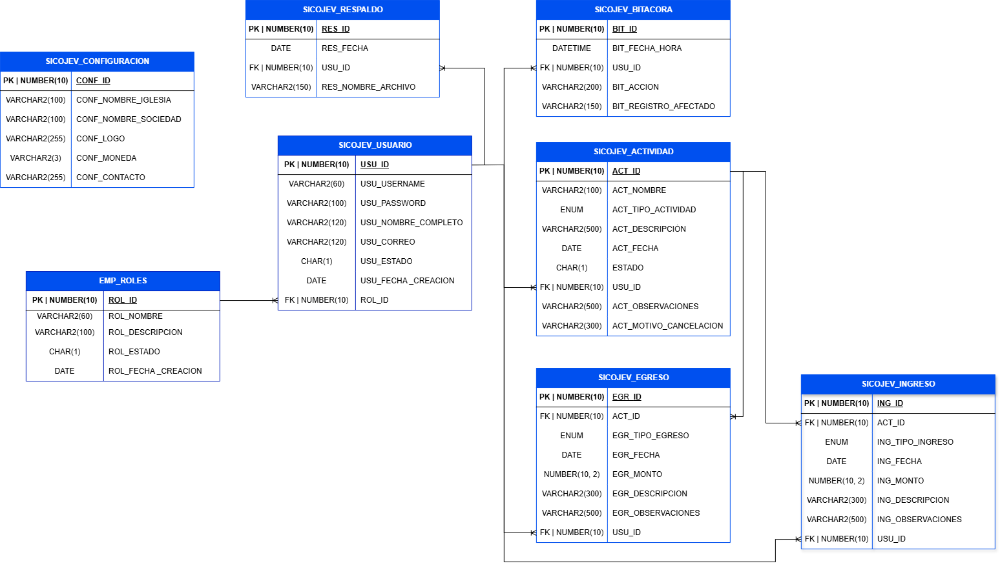 SICOJEV_RESPALDO
PK | NUMBER(10) RES_ID
DATE RES_FECHA
FK | NUMBER(10) USU_ID
VARCHAR2(150) RES_NOMBRE_ARCHIVO
SICOJEV_BITACORA
PK | NUMBER(10) BIT_ID
DATETIME BIT_FECHA_HORA
FK | NUMBER(10) USU_ID
VARCHAR2(200) BIT_ACCION
VARCHAR2(150) BIT_REGISTRO_AFECTADO
SICOJEV_CONFIGURACION
PK | NUMBER(10) CONF_ID
VARCHAR2(100) CONF_NOMBRE_IGLESIA
VARCHAR2(100) CONF_NOMBRE_SOCIEDAD
VARCHAR2(255) CONF_LOGO
VARCHAR2(3) CONF_MONEDA
VARCHAR2(255) CONF_CONTACTO
SICOJEV_USUARIO
PK | NUMBER(10) USU_ID
VARCHAR2(60) USU_USERNAME
VARCHAR2(100) USU_PASSWORD
VARCHAR2(120) USU_NOMBRE_COMPLETO
VARCHAR2(120) USU_CORREO
CHAR(1) USU_ESTADO
DATE USU_FECHA _CREACION
FK | NUMBER(10) ROL_ID
SICOJEV_ACTIVIDAD
PK | NUMBER(10) ACT_ID
VARCHAR2(100) ACT_NOMBRE
ENUM ACT_TIPO_ACTIVIDAD
VARCHAR2(500) ACT_DESCRIPCIÓN
DATE ACT_FECHA
CHAR(1) ESTADO
FK | NUMBER(10) USU_ID
VARCHAR2(500) ACT_OBSERVACIONES
VARCHAR2(300) ACT_MOTIVO_CANCELACION
EMP_ROLES
PK | NUMBER(10) ROL_ID
VARCHAR2(60) ROL_NOMBRE
VARCHAR2(100) ROL_DESCRIPCION
CHAR(1) ROL_ESTADO
DATE ROL_FECHA _CREACION
SICOJEV_EGRESO
PK | NUMBER(10) EGR_ID
FK | NUMBER(10) ACT_ID
ENUM EGR_TIPO_EGRESO
DATE EGR_FECHA
NUMBER(10, 2) EGR_MONTO
VARCHAR2(300) EGR_DESCRIPCION
VARCHAR2(500) EGR_OBSERVACIONES
FK | NUMBER(10) USU_ID
SICOJEV_INGRESO
PK | NUMBER(10) ING_ID
FK | NUMBER(10) ACT_ID
ENUM ING_TIPO_INGRESO
DATE ING_FECHA
NUMBER(10, 2) ING_MONTO
VARCHAR2(300) ING_DESCRIPCION
VARCHAR2(500) ING_OBSERVACIONES
FK | NUMBER(10) USU_ID